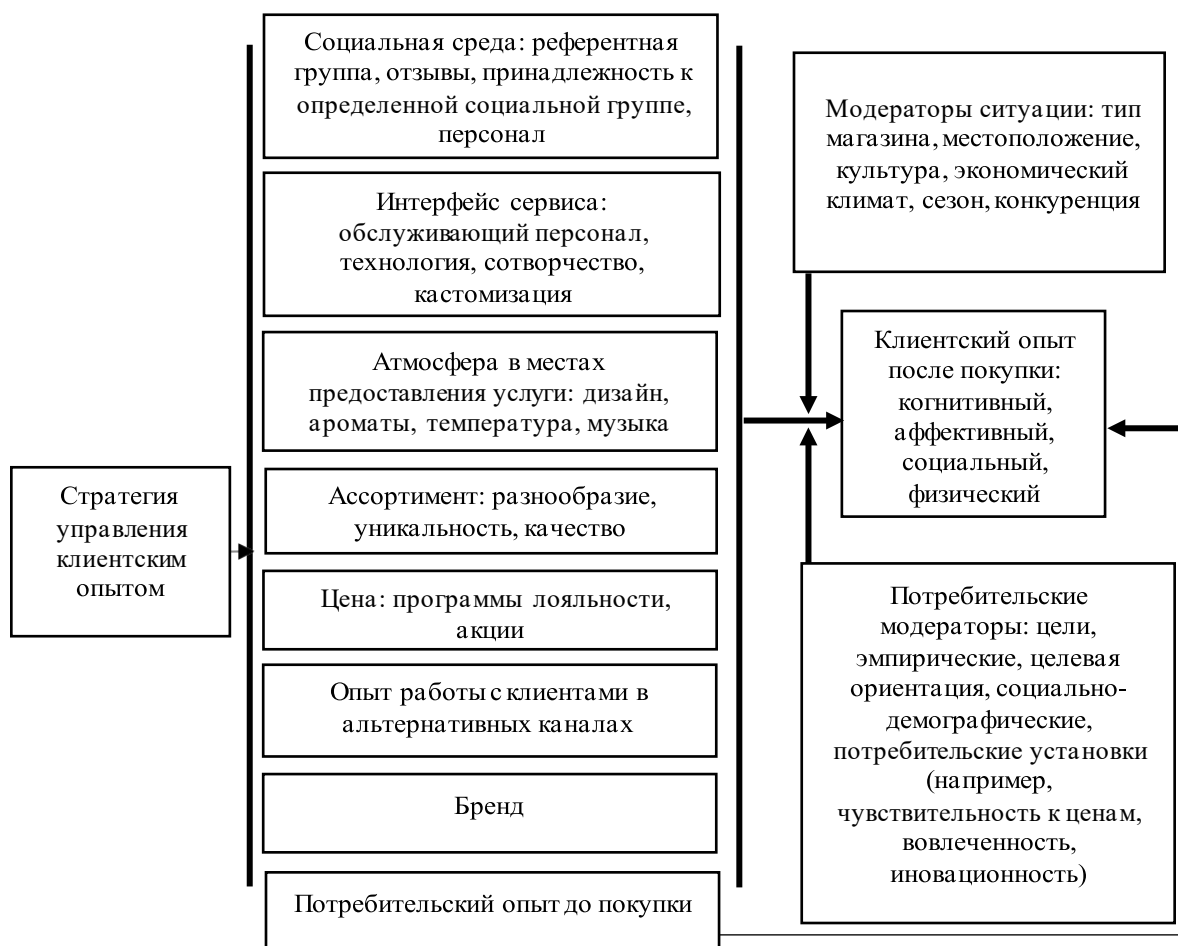 Стратегия
управления
клиентским
опытом
Социальная среда: референтная
группа, отзывы, принадлежность к
определенной социальной группе,
персонал
Интерфейс сервиса:
обслуживающий персонал,
технология, сотворчество,
кастомизация
Атмосфера в местах
предоставления услуги: дизайн,
ароматы, температура, музыка
Ассортимент: разнообразие,
уникальность, качество
Цена: программы лояльности,
акции
Опыт работы с клиентами в
альтернативных каналах
Бренд
Потребительский опыт до покупки
Модераторы ситуации: тип
магазина, местоположение,
культура, экономический
климат, сезон, конкуренция
Клиентский опыт
после покупки:
когнитивный,
аффективный,
социальный,
физический
Потребительские
модераторы: цели,
эмпирические, целевая
ориентация, социально-
демографические,
потребительские установки
(например,
чувствительность к ценам,
вовлеченность,
иновационность)